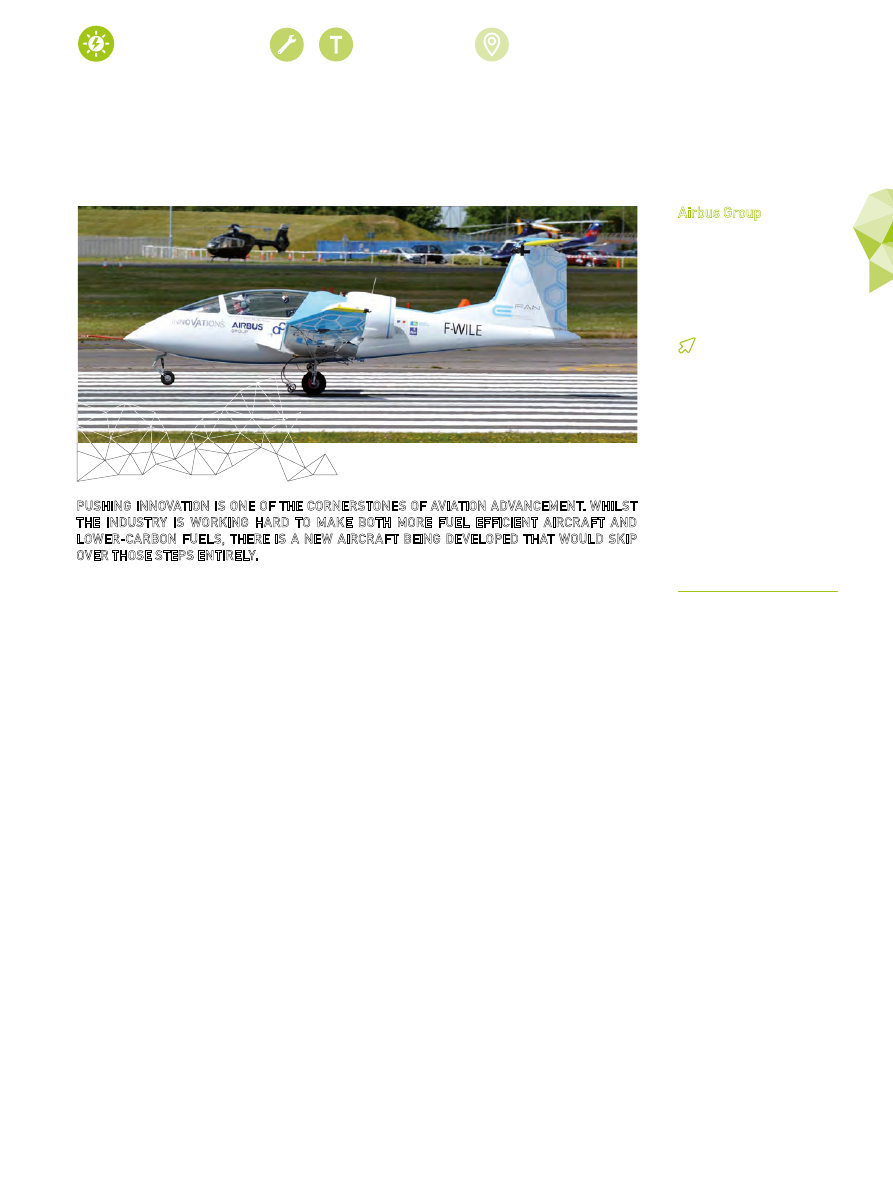 T
Airbus Group
INNOVATIONS
AIRBUS
GROUP
F-WILE
E FAN
PUSHING INNOVATION IS ONE OF THE CORNERSTONES OF AVIATION ADVANCEMENT. WHILST
THE INDUSTRY IS WORKING HARD TO MAKE BOTH MORE FUEL EFFICIENT AIRCRAFT AND
LOWER-CARBON FUELS, THERE IS A NEW AIRCRAFT BEING DEVELOPED THAT WOULD SKIP
OVER THOSE STEPS ENTIRELY.